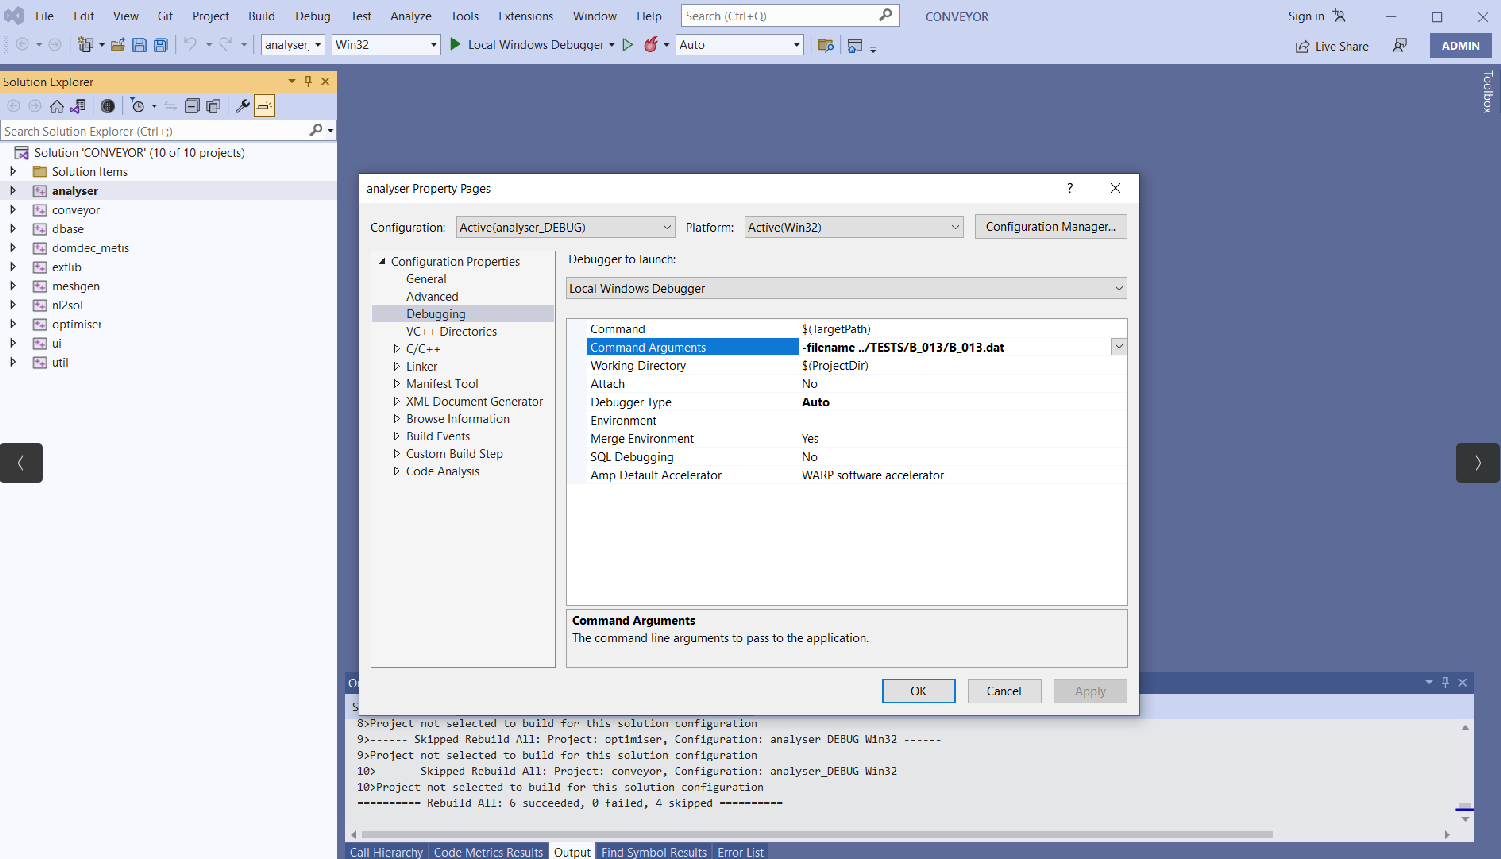 File Edit View Git Project Build Debug Test Analyze Tools Extensions Window Help Search (Ctrl+Q) CONVEYOR Sign in
analyser_ Win32 Local Windows Debugger Auto Live Share ADMIN
Toolbox
Solution Explorer
Search Solution Explorer (Ctrl+;)
Solution 'CONVEYOR' (10 of 10 projects)
Solution Items
analyser
conveyor
dbase
domdec_metis
extlib
meshgen
nl2sol
optimiser
ui
util
analyser Property Pages ?
Configuration: Active(analyser_DEBUG) Platform: Active(Win32) Configuration Manager...
Configuration Properties
General
Advanced
Debugging
VC++ Directories
C/C++
Linker
Manifest Tool
XML Document Generator
Browse Information
Build Events
Custom Build Step
Code Analysis
Debugger to launch:
Local Windows Debugger
Command $(TargetPath)
Command Arguments -filename ../TESTS/B_013/B_013.dat
Working Directory $(ProjectDir)
Attach No
Debugger Type Auto
Environment
Merge Environment Yes
SQL Debugging No
Amp Default Accelerator WARP software accelerator
Command Arguments
The command line arguments to pass to the application.
OK Cancel Apply
8>Project not selected to build for this solution configuration
9>------ Skipped Rebuild All: Project: optimiser, Configuration: analyser_DEBUG Win32 ------
9>Project not selected to build for this solution configuration
10> Skipped Rebuild All: Project: conveyor, Configuration: analyser_DEBUG Win32
10>Project not selected to build for this solution configuration
========== Rebuild All: 6 succeeded, 0 failed, 4 skipped ==========
Call Hierarchy Code Metrics Results Output Find Symbol Results Error List